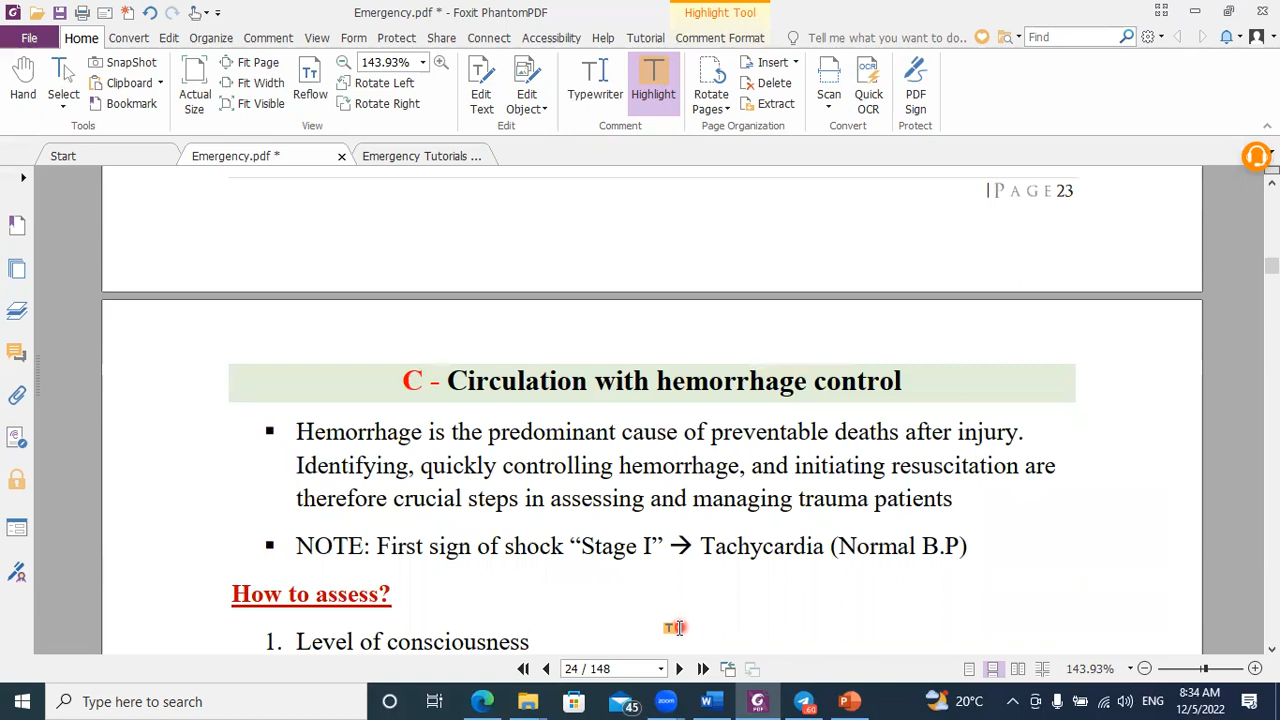 Emergency.pdf * - Foxit PhantomPDF
Highlight Tool
File Home Convert Edit Organize Comment View Form Protect Share Connect Accessibility Help Tutorial Comment Format Tell me what you want to do... Find
Hand
Select
SnapShot
Clipboard
Bookmark
Tools
Actual Size
Fit Page
Fit Width
Fit Visible
Reflow
143.93%
Rotate Left
Rotate Right
View
Edit Text
Edit Object
Edit
Typewriter
Highlight
Comment
Rotate Pages
Insert
Delete
Extract
Page Organization
Scan
Quick OCR
Convert
PDF Sign
Protect
Start Emergency.pdf * Emergency Tutorials ...
| PAGE 23
C - Circulation with hemorrhage control
▪ Hemorrhage is the predominant cause of preventable deaths after injury.
Identifying, quickly controlling hemorrhage, and initiating resuscitation are
therefore crucial steps in assessing and managing trauma patients
▪ NOTE: First sign of shock “Stage I” → Tachycardia (Normal B.P)
How to assess?
1. Level of consciousness
24 / 148 143.93%
Type here to search 45 zoom PDF 60 20°C ENG 8:34 AM
12/5/2022